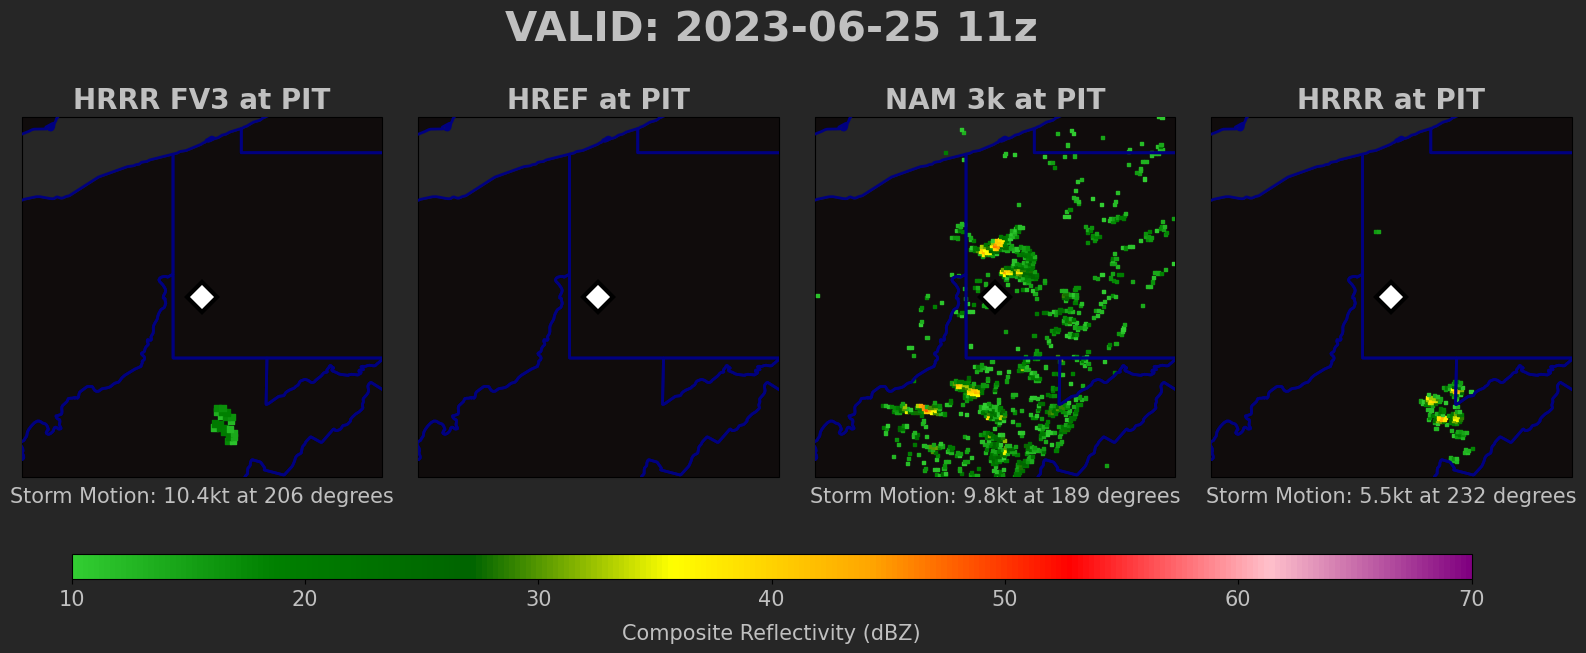 VALID: 2023-06-25 11z
HRRR FV3 at PIT
HREF at PIT
NAM 3k at PIT
HRRR at PIT
Storm Motion: 10.4kt at 206 degrees
Storm Motion: 9.8kt at 189 degrees
Storm Motion: 5.5kt at 232 degrees
10 20 30 40 50 60 70
Composite Reflectivity (dBZ)